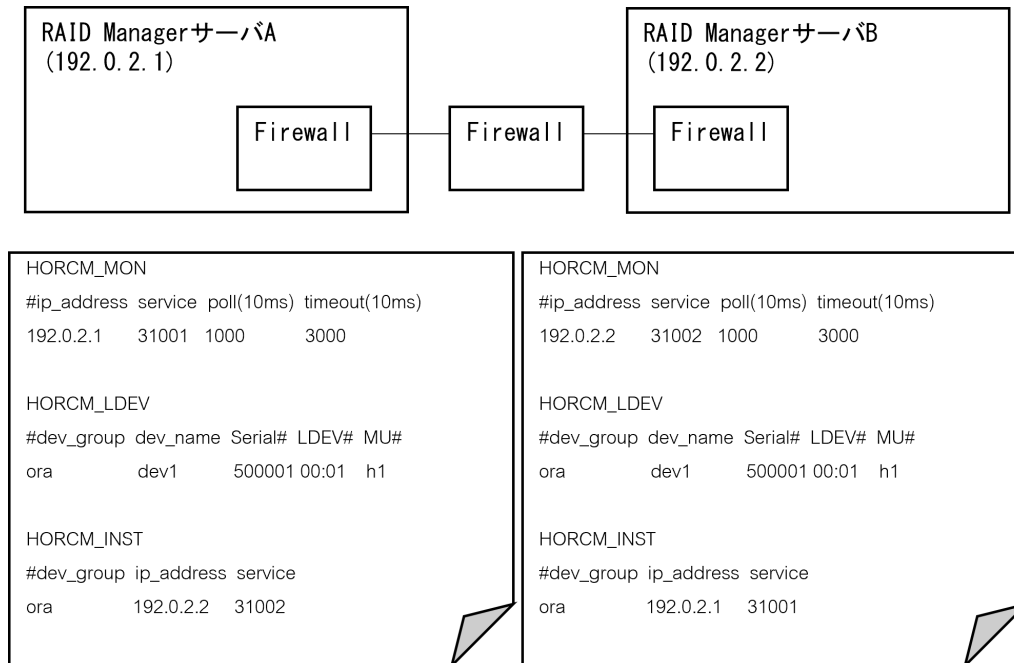 RAID ManagerサーバA
(192.0.2.1)
RAID ManagerサーバB
(192.0.2.2)
Firewall
Firewall
Firewall
HORCM_MON
#ip_address service poll(10ms) timeout(10ms)
192.0.2.1 31001 1000 3000
HORCM_LDEV
#dev_group dev_name Serial# LDEV# MU#
ora dev1 500001 00:01 h1
HORCM_INST
#dev_group ip_address service
ora 192.0.2.2 31002
HORCM_MON
#ip_address service poll(10ms) timeout(10ms)
192.0.2.2 31002 1000 3000
HORCM_LDEV
#dev_group dev_name Serial# LDEV# MU#
ora dev1 500001 00:01 h1
HORCM_INST
#dev_group ip_address service
ora 192.0.2.1 31001